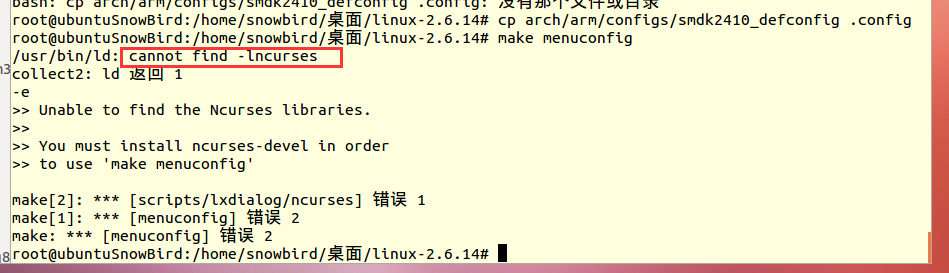 bash: cp arch/arm/configs/smdk2410_defconfig .config: 没有那个文件或目录
root@ubuntuSnowBird:/home/snowbird/桌面/linux-2.6.14# cp arch/arm/configs/smdk2410_defconfig .config
root@ubuntuSnowBird:/home/snowbird/桌面/linux-2.6.14# make menuconfig
/usr/bin/ld: cannot find -lncurses
collect2: ld 返回 1
-e
>> Unable to find the Ncurses libraries.
>>
>> You must install ncurses-devel in order
>> to use 'make menuconfig'
make[2]: *** [scripts/lxdialog/ncurses] 错误 1
make[1]: *** [menuconfig] 错误 2
make: *** [menuconfig] 错误 2
root@ubuntuSnowBird:/home/snowbird/桌面/linux-2.6.14#